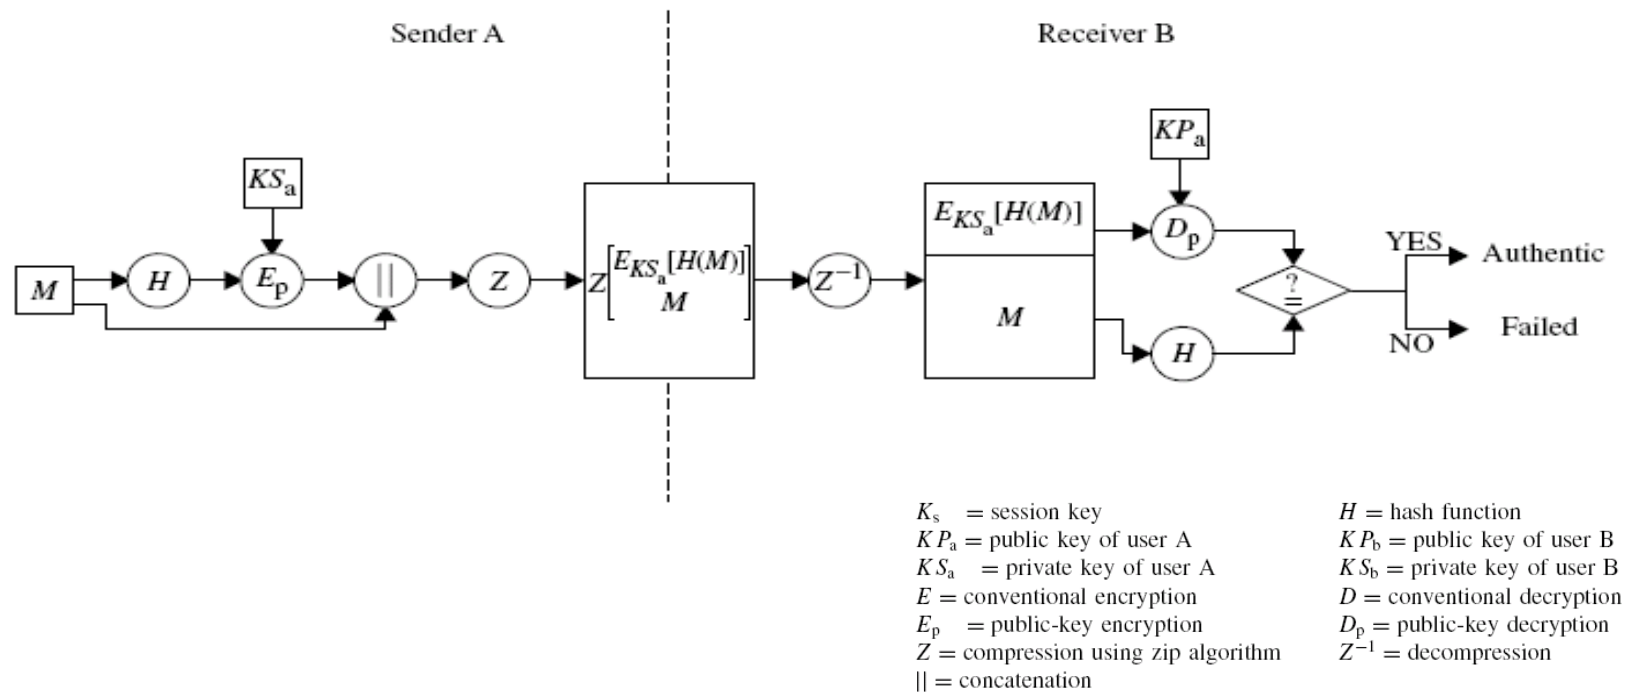 Sender A
Receiver B
KPa
KSa
EKSa[H(M)]
Dp
M
H
Ep
||
Z
Z[EKSa[H(M)]
M]
Z−1
M
H
?
=
YES
Authentic
NO
Failed
Ks = session key
KPa = public key of user A
KSa = private key of user A
E = conventional encryption
Ep = public-key encryption
Z = compression using zip algorithm
|| = concatenation
H = hash function
KPb = public key of user B
KSb = private key of user B
D = conventional decryption
Dp = public-key decryption
Z−1 = decompression